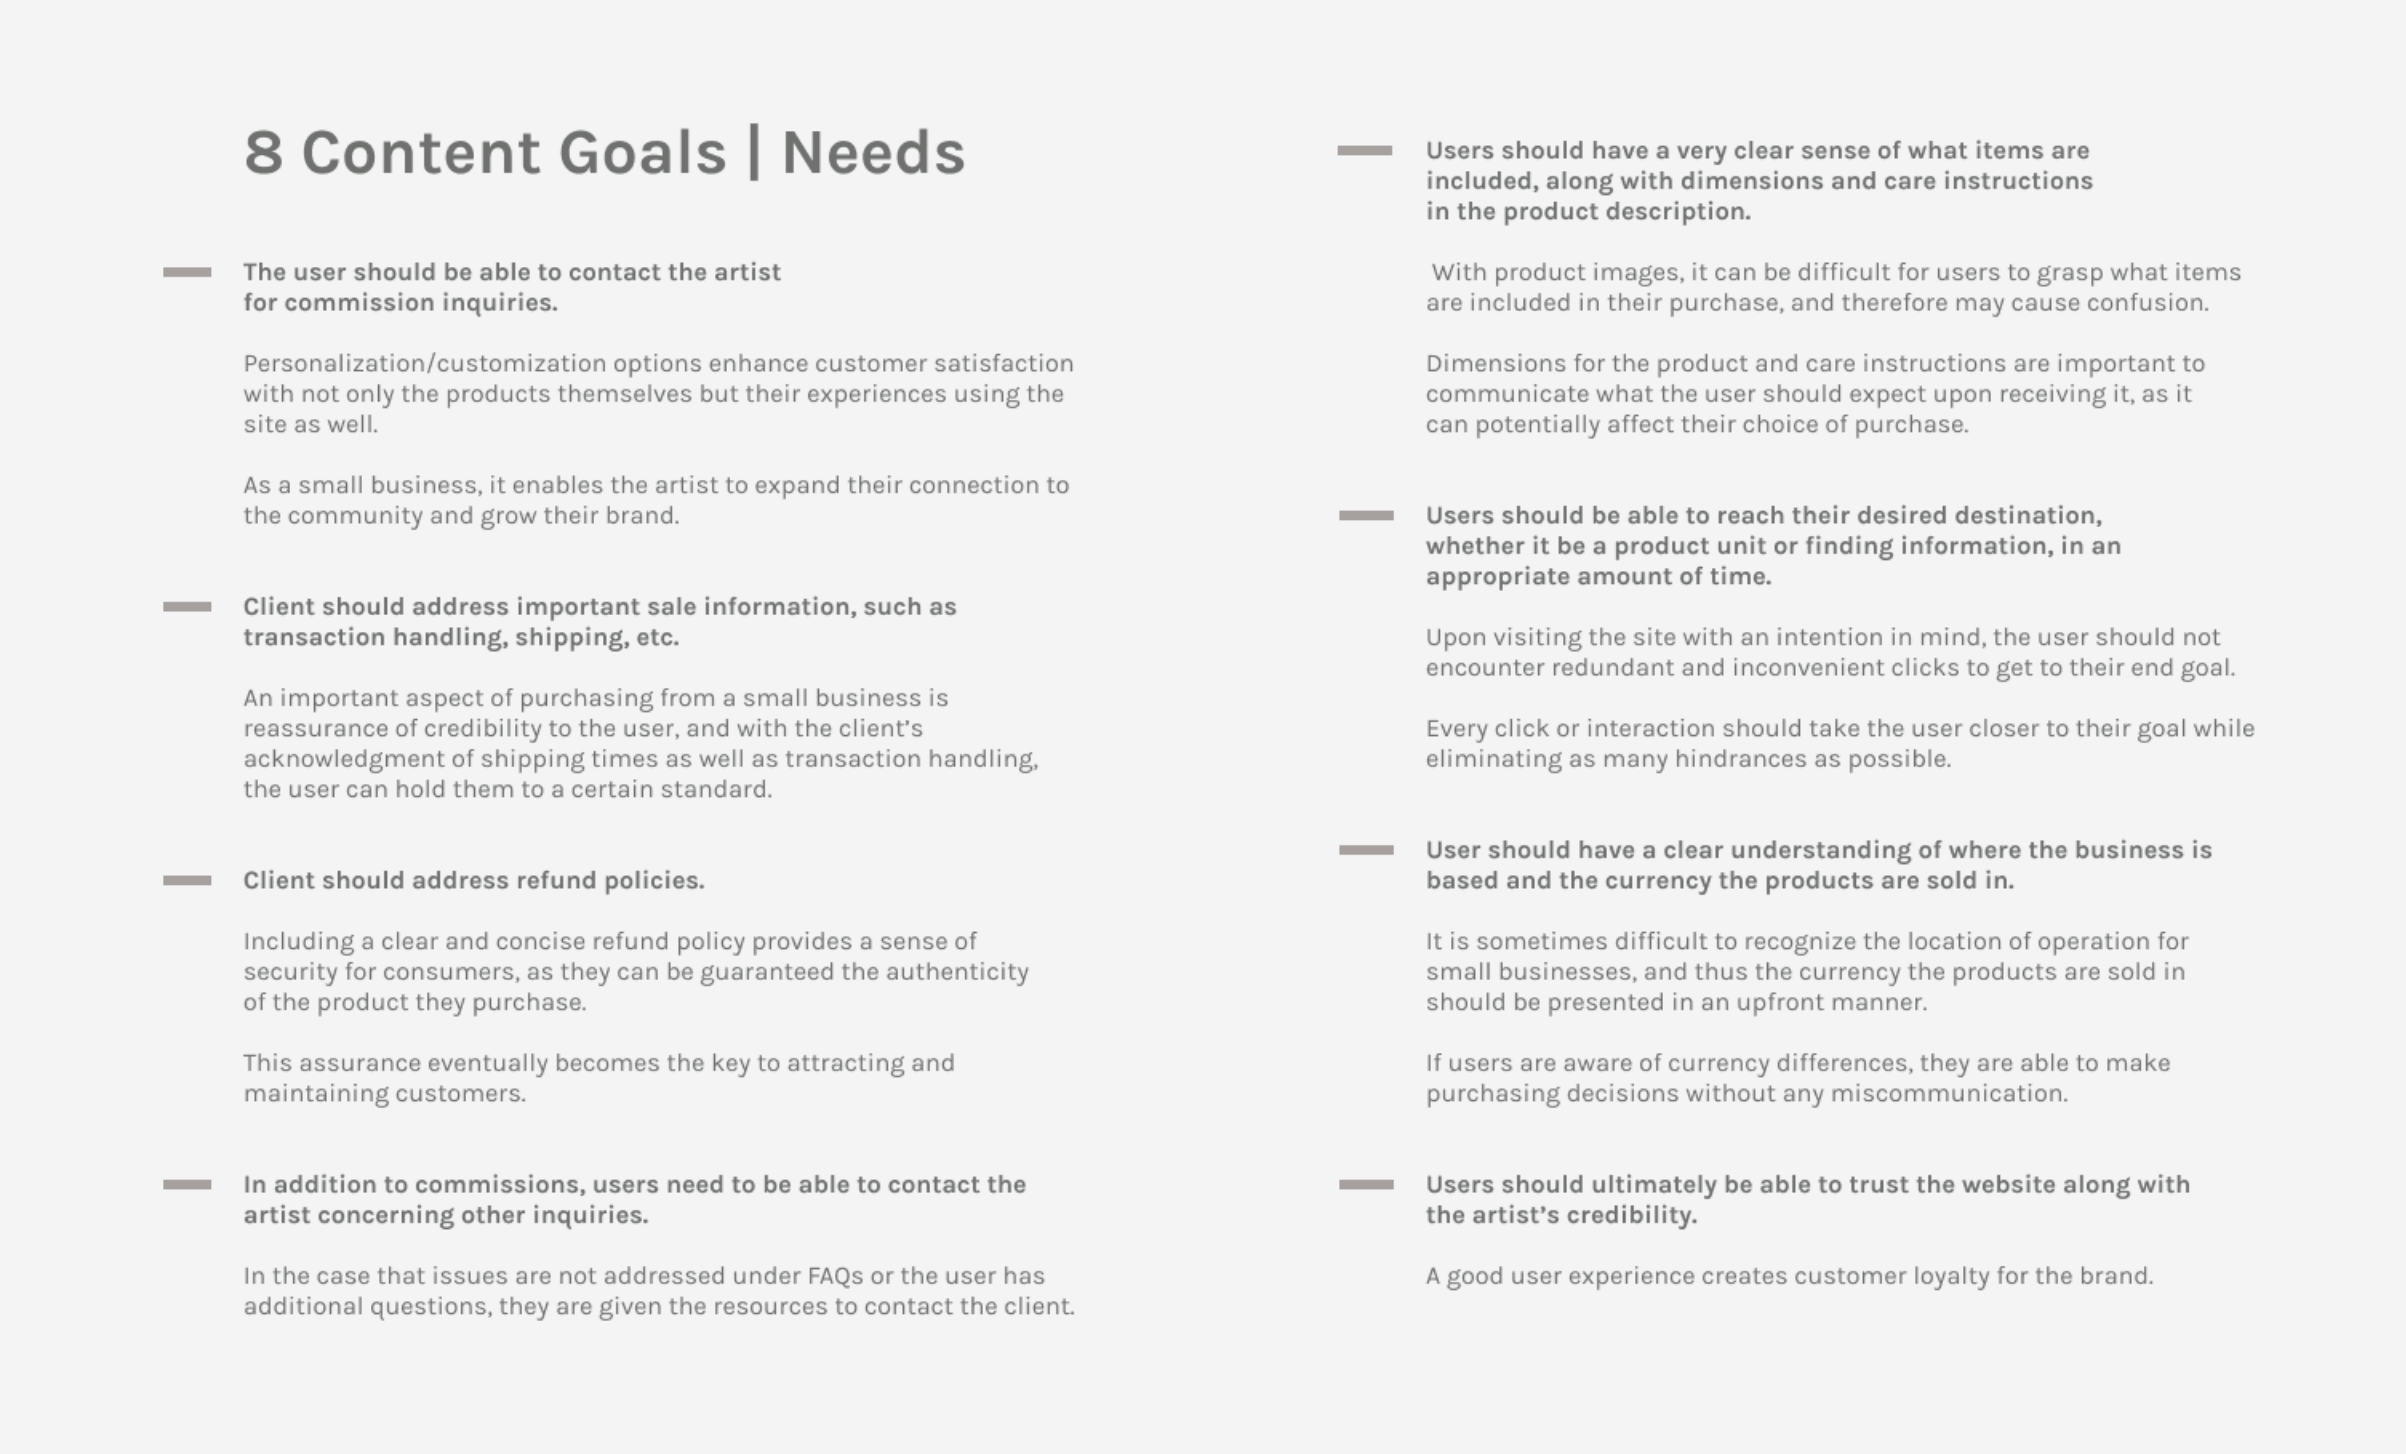 8 Content Goals | Needs
The user should be able to contact the artist
for commission inquiries.
Personalization/customization options enhance customer satisfaction
with not only the products themselves but their experiences using the
site as well.
As a small business, it enables the artist to expand their connection to
the community and grow their brand.
Client should address important sale information, such as
transaction handling, shipping, etc.
An important aspect of purchasing from a small business is
reassurance of credibility to the user, and with the client’s
acknowledgment of shipping times as well as transaction handling,
the user can hold them to a certain standard.
Client should address refund policies.
Including a clear and concise refund policy provides a sense of
security for consumers, as they can be guaranteed the authenticity
of the product they purchase.
This assurance eventually becomes the key to attracting and
maintaining customers.
In addition to commissions, users need to be able to contact the
artist concerning other inquiries.
In the case that issues are not addressed under FAQs or the user has
additional questions, they are given the resources to contact the client.
Users should have a very clear sense of what items are
included, along with dimensions and care instructions
in the product description.
With product images, it can be difficult for users to grasp what items
are included in their purchase, and therefore may cause confusion.
Dimensions for the product and care instructions are important to
communicate what the user should expect upon receiving it, as it
can potentially affect their choice of purchase.
Users should be able to reach their desired destination,
whether it be a product unit or finding information, in an
appropriate amount of time.
Upon visiting the site with an intention in mind, the user should not
encounter redundant and inconvenient clicks to get to their end goal.
Every click or interaction should take the user closer to their goal while
eliminating as many hindrances as possible.
User should have a clear understanding of where the business is
based and the currency the products are sold in.
It is sometimes difficult to recognize the location of operation for
small businesses, and thus the currency the products are sold in
should be presented in an upfront manner.
If users are aware of currency differences, they are able to make
purchasing decisions without any miscommunication.
Users should ultimately be able to trust the website along with
the artist’s credibility.
A good user experience creates customer loyalty for the brand.